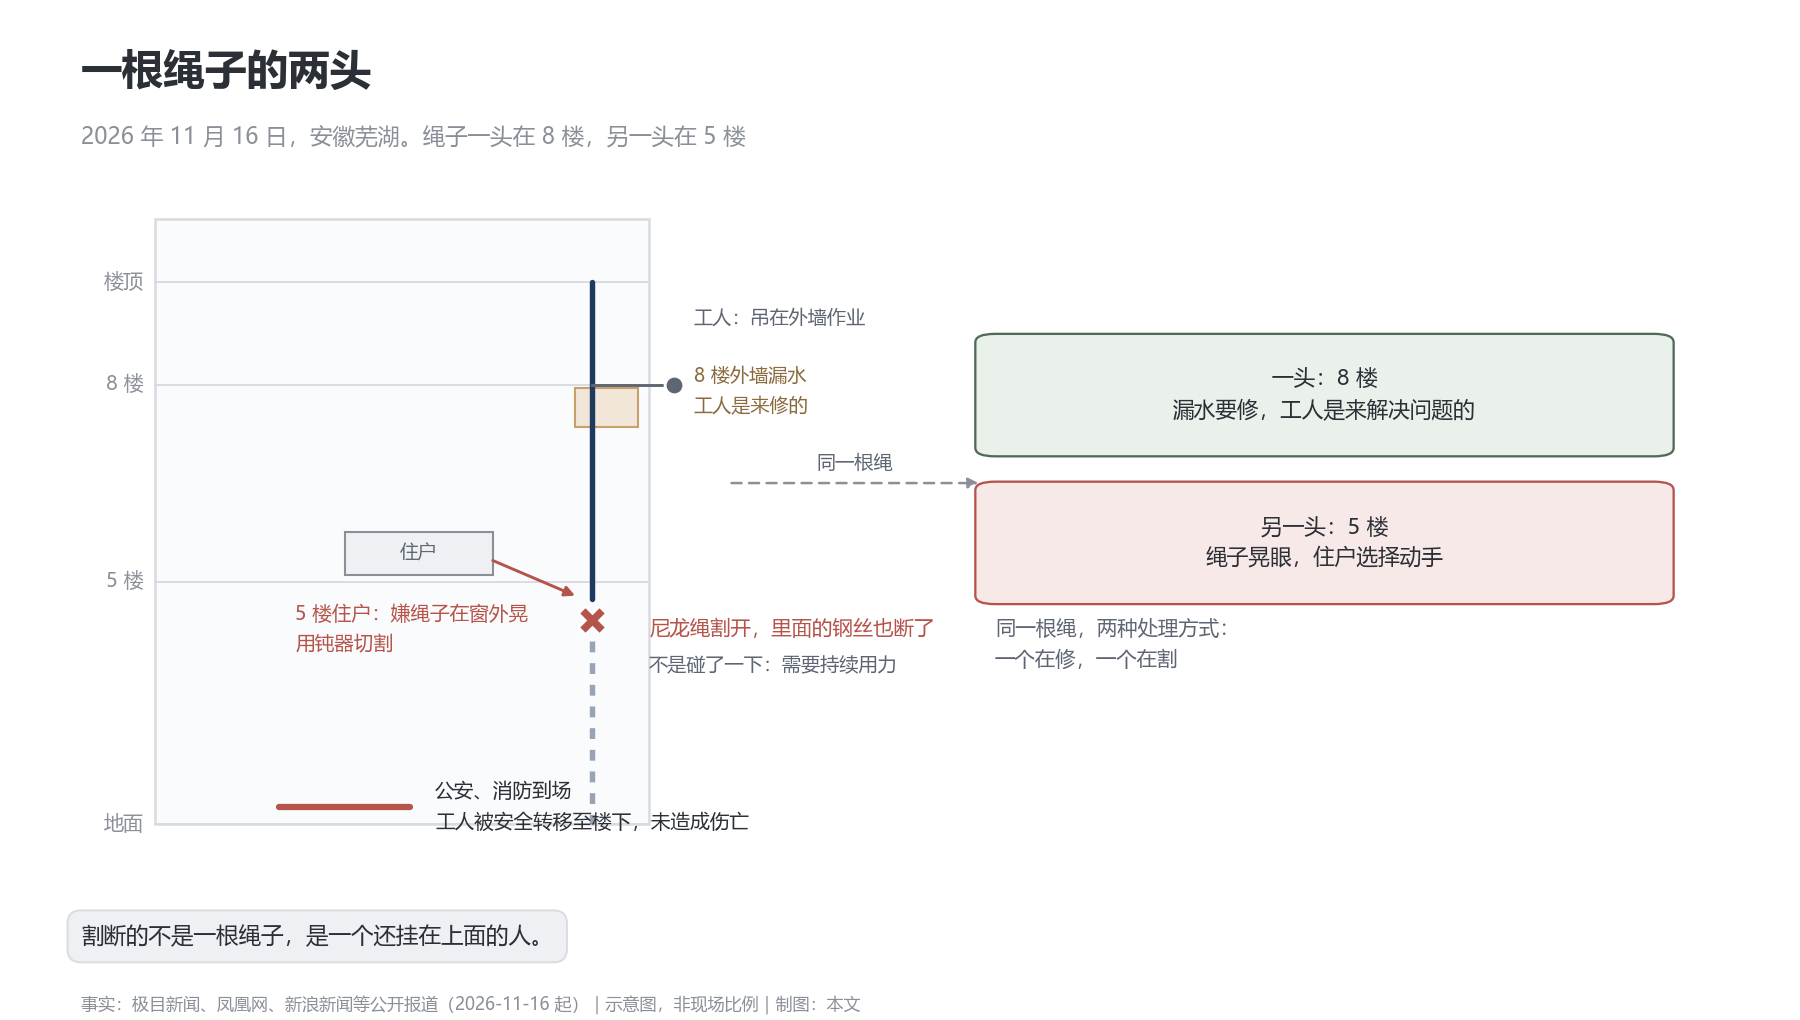 一根绳子的两头
2026 年 11 月 16 日，安徽芜湖。绳子一头在 8 楼，另一头在 5 楼
楼顶
工人：吊在外墙作业
8 楼
8 楼外墙漏水
工人是来修的
一头：8 楼
漏水要修，工人是来解决问题的
同一根绳
住户
另一头：5 楼
绳子晃眼，住户选择动手
5 楼
5 楼住户：嫌绳子在窗外晃
用钝器切割
尼龙绳割开，里面的钢丝也断了
不是碰了一下：需要持续用力
同一根绳，两种处理方式：
一个在修，一个在割
公安、消防到场
工人被安全转移至楼下，未造成伤亡
地面
割断的不是一根绳子，是一个还挂在上面的人。
事实：极目新闻、凤凰网、新浪新闻等公开报道（2026-11-16 起）| 示意图，非现场比例 | 制图：本文